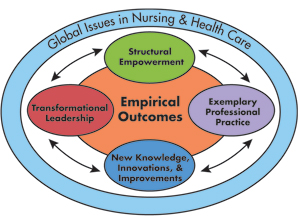 Global Issues in Nursing & Health Care
Structural
Empowerment
Transformational
Leadership
Empirical
Outcomes
Exemplary
Professional
Practice
New Knowledge,
Innovations, &
Improvements